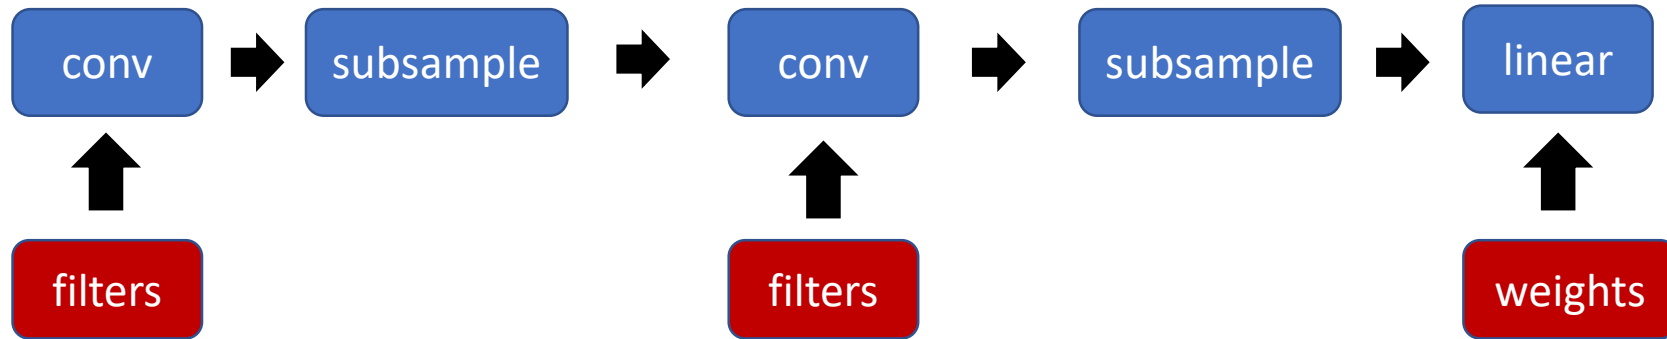 conv
subsample
conv
subsample
linear
filters
filters
weights